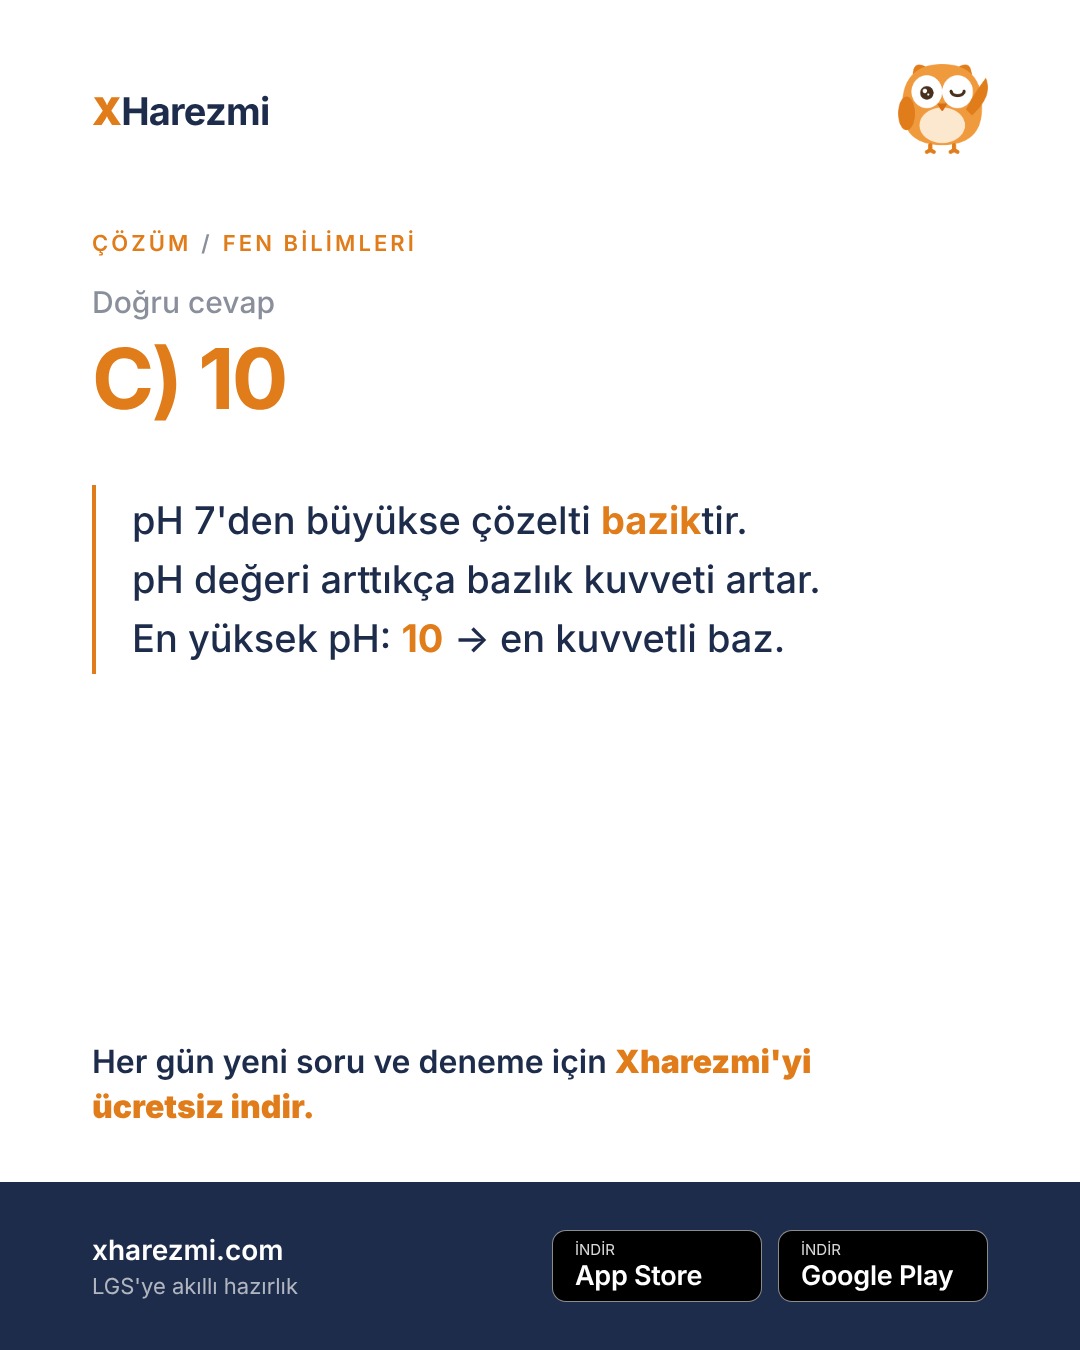 XHarezmi
ÇÖZÜM / FEN BİLİMLERİ
Doğru cevap
C) 10
pH 7'den büyükse çözelti baziktir.
pH değeri arttıkça bazlık kuvveti artar.
En yüksek pH: 10 → en kuvvetli baz.
Her gün yeni soru ve deneme için Xharezmi'yi
ücretsiz indir.
xharezmi.com
LGS'ye akıllı hazırlık
İNDİR
App Store
İNDİR
Google Play